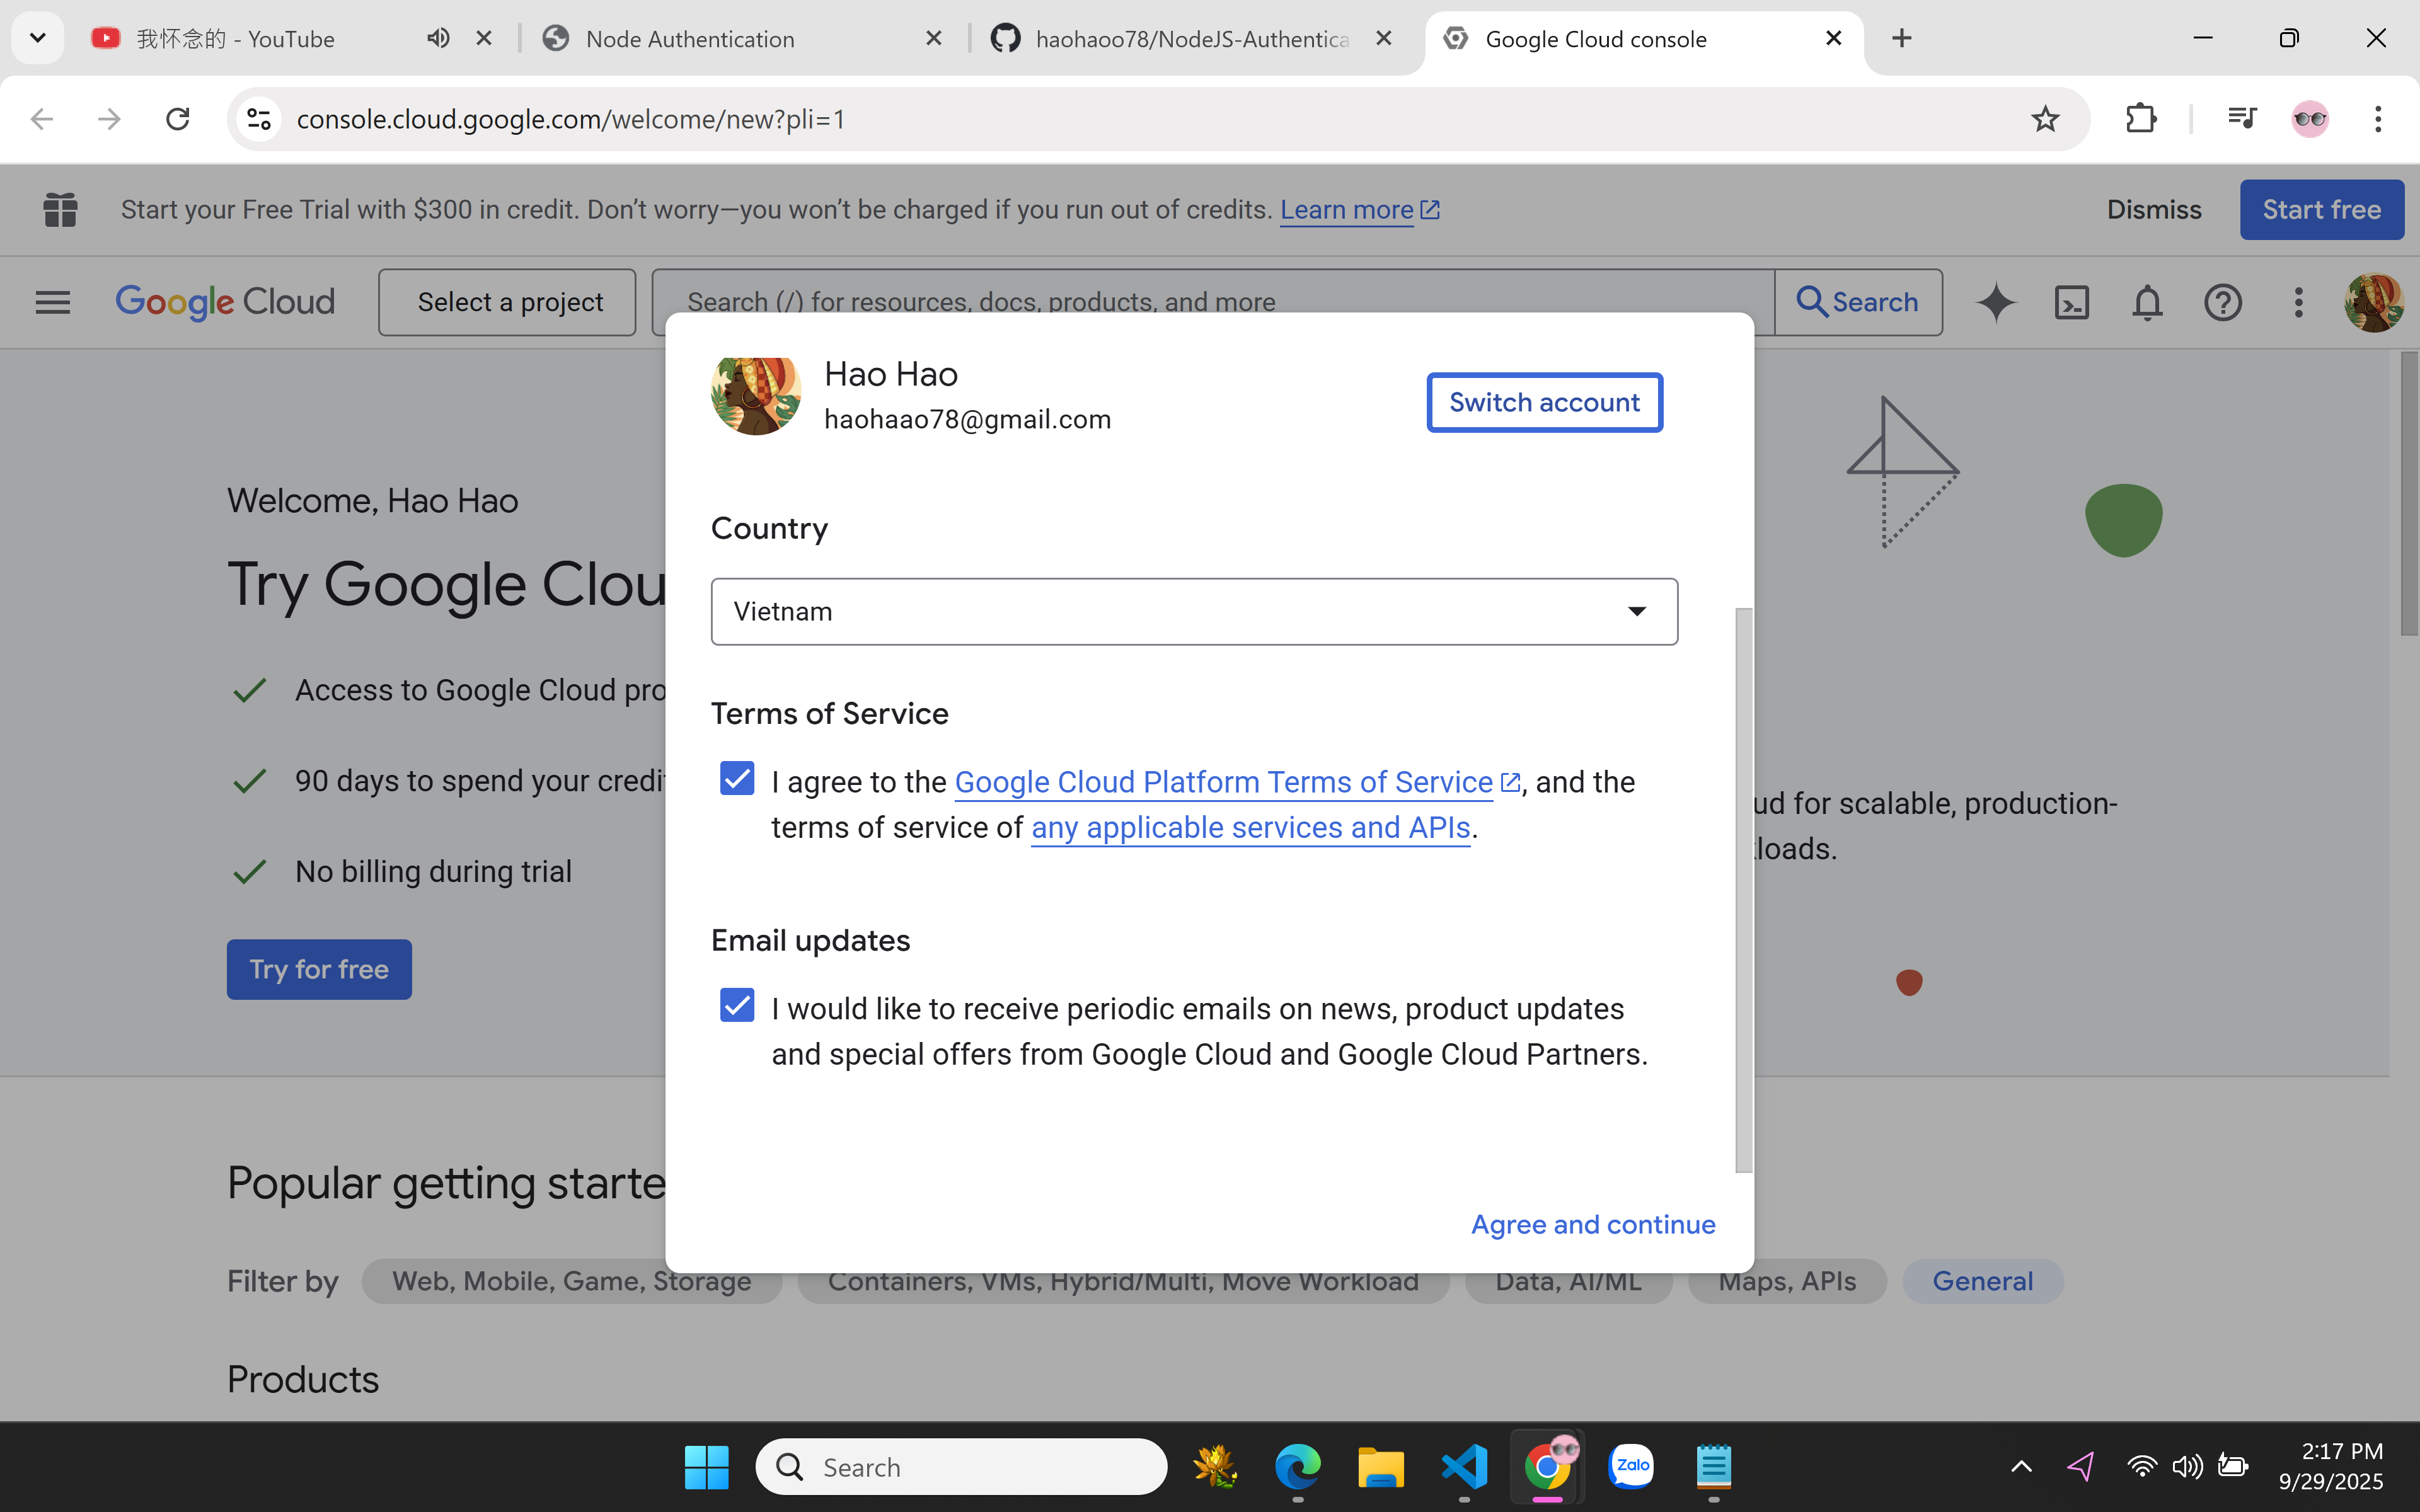 我怀念的 - YouTube
Node Authentication
haohaoo78/NodeJS-Authentica
Google Cloud console
console.cloud.google.com/welcome/new?pli=1
Start your Free Trial with $300 in credit. Don’t worry—you won’t be charged if you run out of credits. Learn more
Dismiss
Start free
Google Cloud
Select a project
Search (/) for resources, docs, products, and more
Search
Hao Hao
haohaao78@gmail.com
Switch account
Welcome, Hao Hao
Try Google Clou
Access to Google Cloud pro
90 days to spend your credi
No billing during trial
Try for free
Country
Vietnam
Terms of Service
I agree to the Google Cloud Platform Terms of Service, and the
terms of service of any applicable services and APIs.
Email updates
I would like to receive periodic emails on news, product updates
and special offers from Google Cloud and Google Cloud Partners.
Agree and continue
ud for scalable, production-
loads.
Popular getting starte
Filter by
Web, Mobile, Game, Storage
Containers, VMs, Hybrid/Multi, Move Workload
Data, AI/ML
Maps, APIs
General
Products
Search
Zalo
2:17 PM
9/29/2025